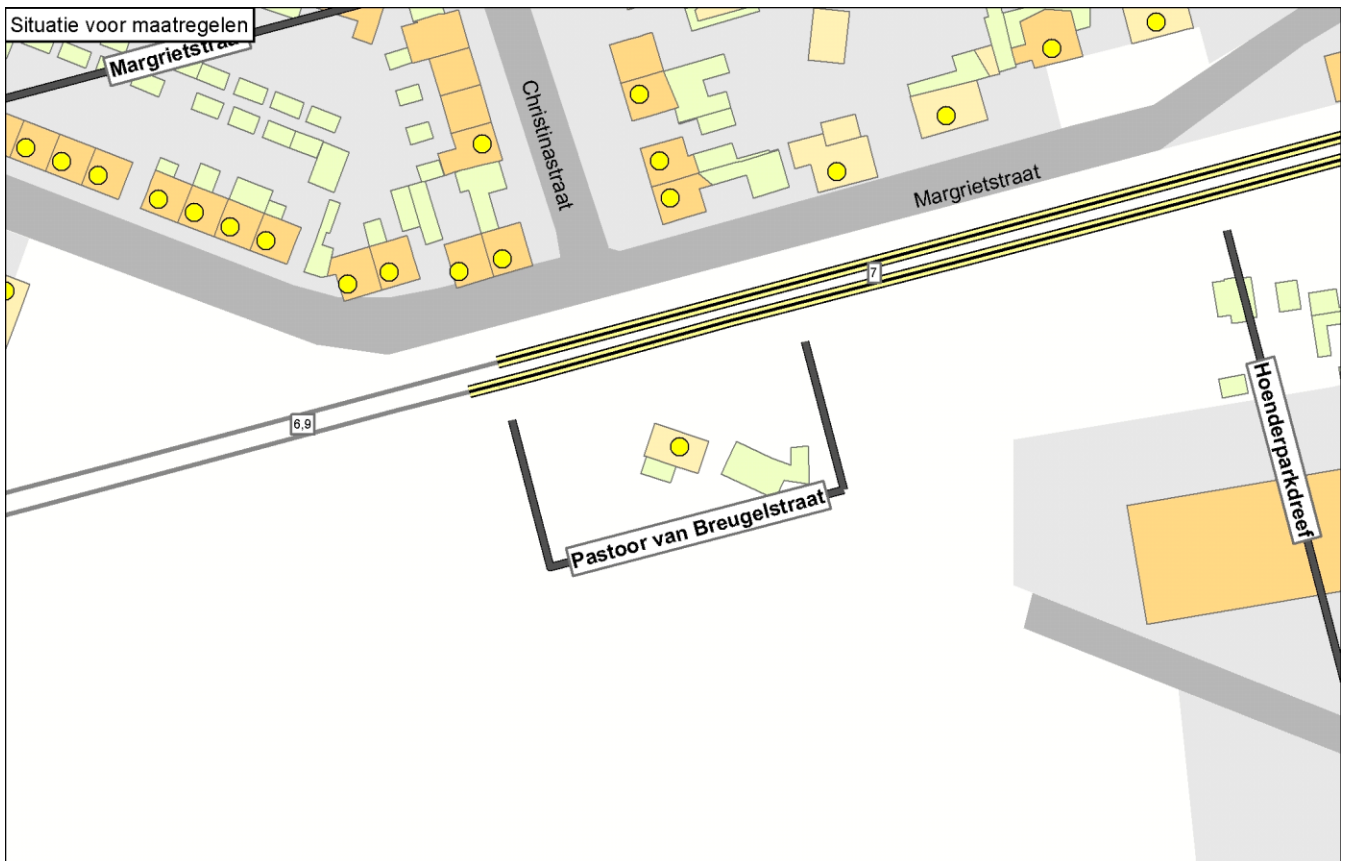 Situatie voor maatregelen
Margrietstraat
Christinastraat
Margrietstraat
7
6,9
Hoenderparkdreef
Pastoor van Breugelstraat